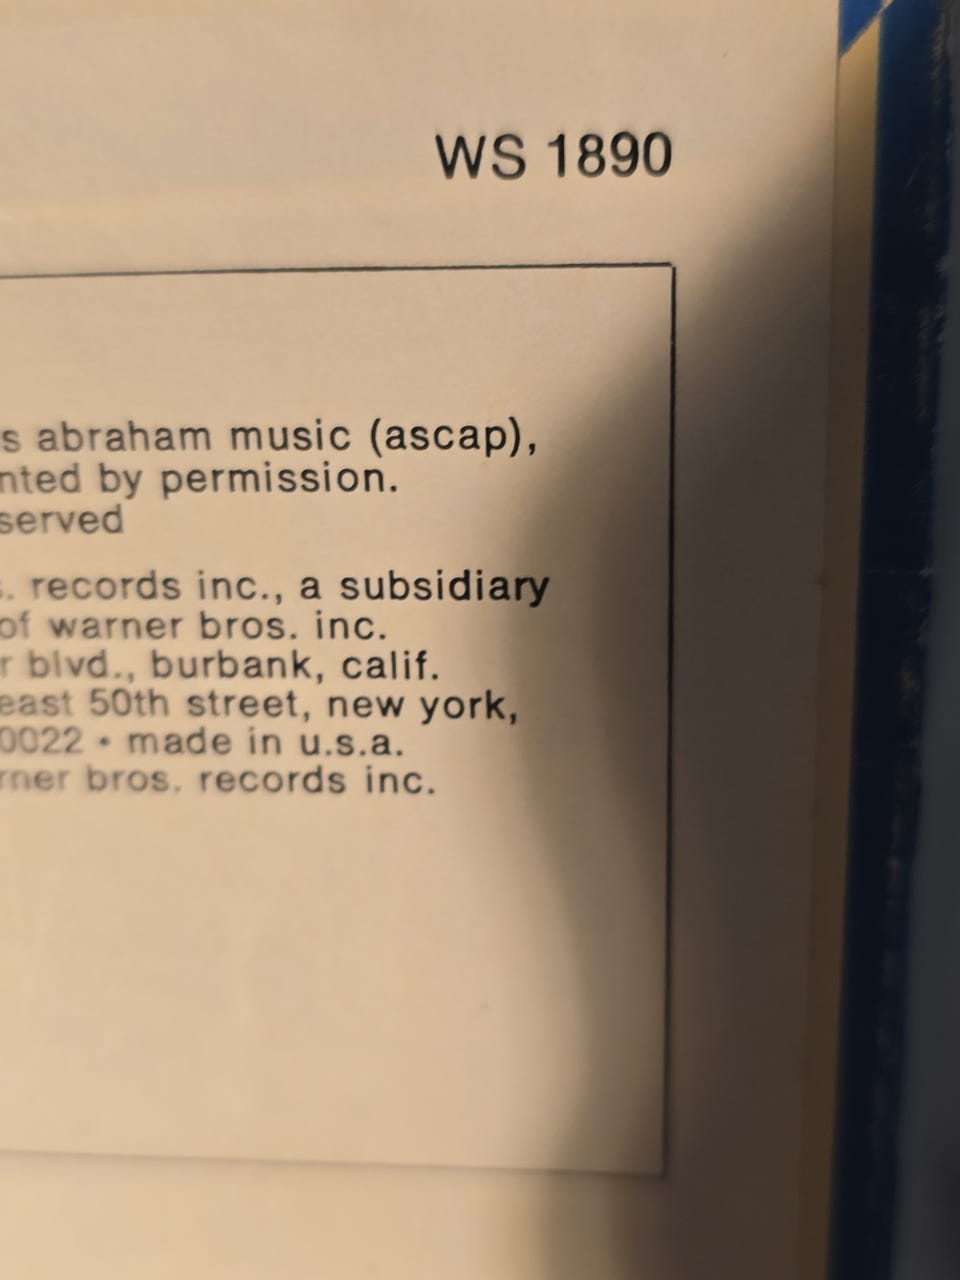 WS 1890
s abraham music (ascap),
nted by permission.
served
. records inc., a subsidiary
of warner bros. inc.
r blvd., burbank, calif.
east 50th street, new york,
0022 • made in u.s.a.
rner bros. records inc.